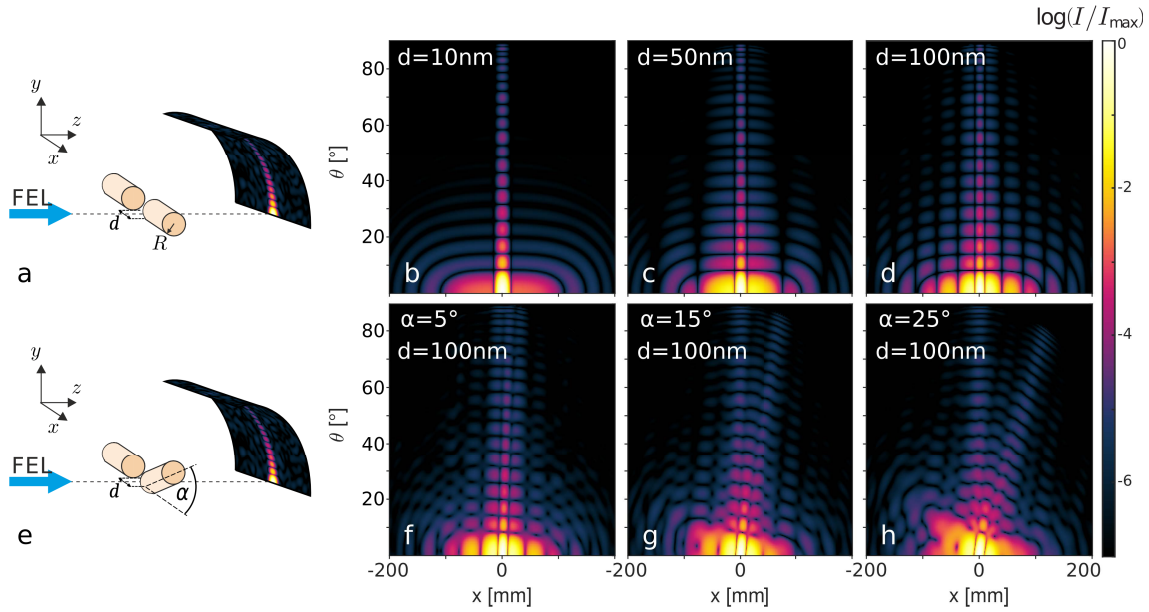 log(I/I_max)
y
z
x
FEL
d
R
a
θ [°]
80
60
40
20
d=10nm
b
d=50nm
c
d=100nm
d
0
-2
-4
-6
y
z
x
FEL
d
α
e
θ [°]
80
60
40
20
α=5°
d=100nm
f
α=15°
d=100nm
g
α=25°
d=100nm
h
-200 0 -200 0 -200 0 200
x [mm] x [mm] x [mm]